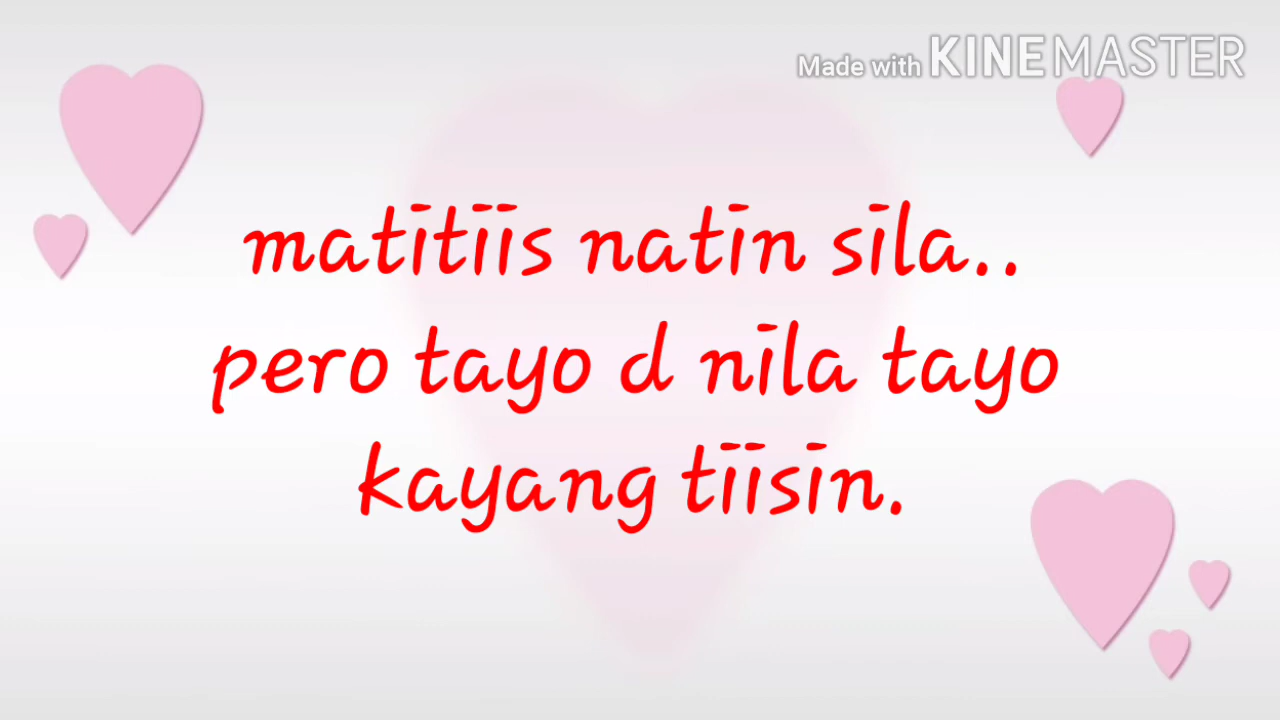 Made with KINEMASTER
matitiis natin sila..
pero tayo d nila tayo
kayang tiisin.